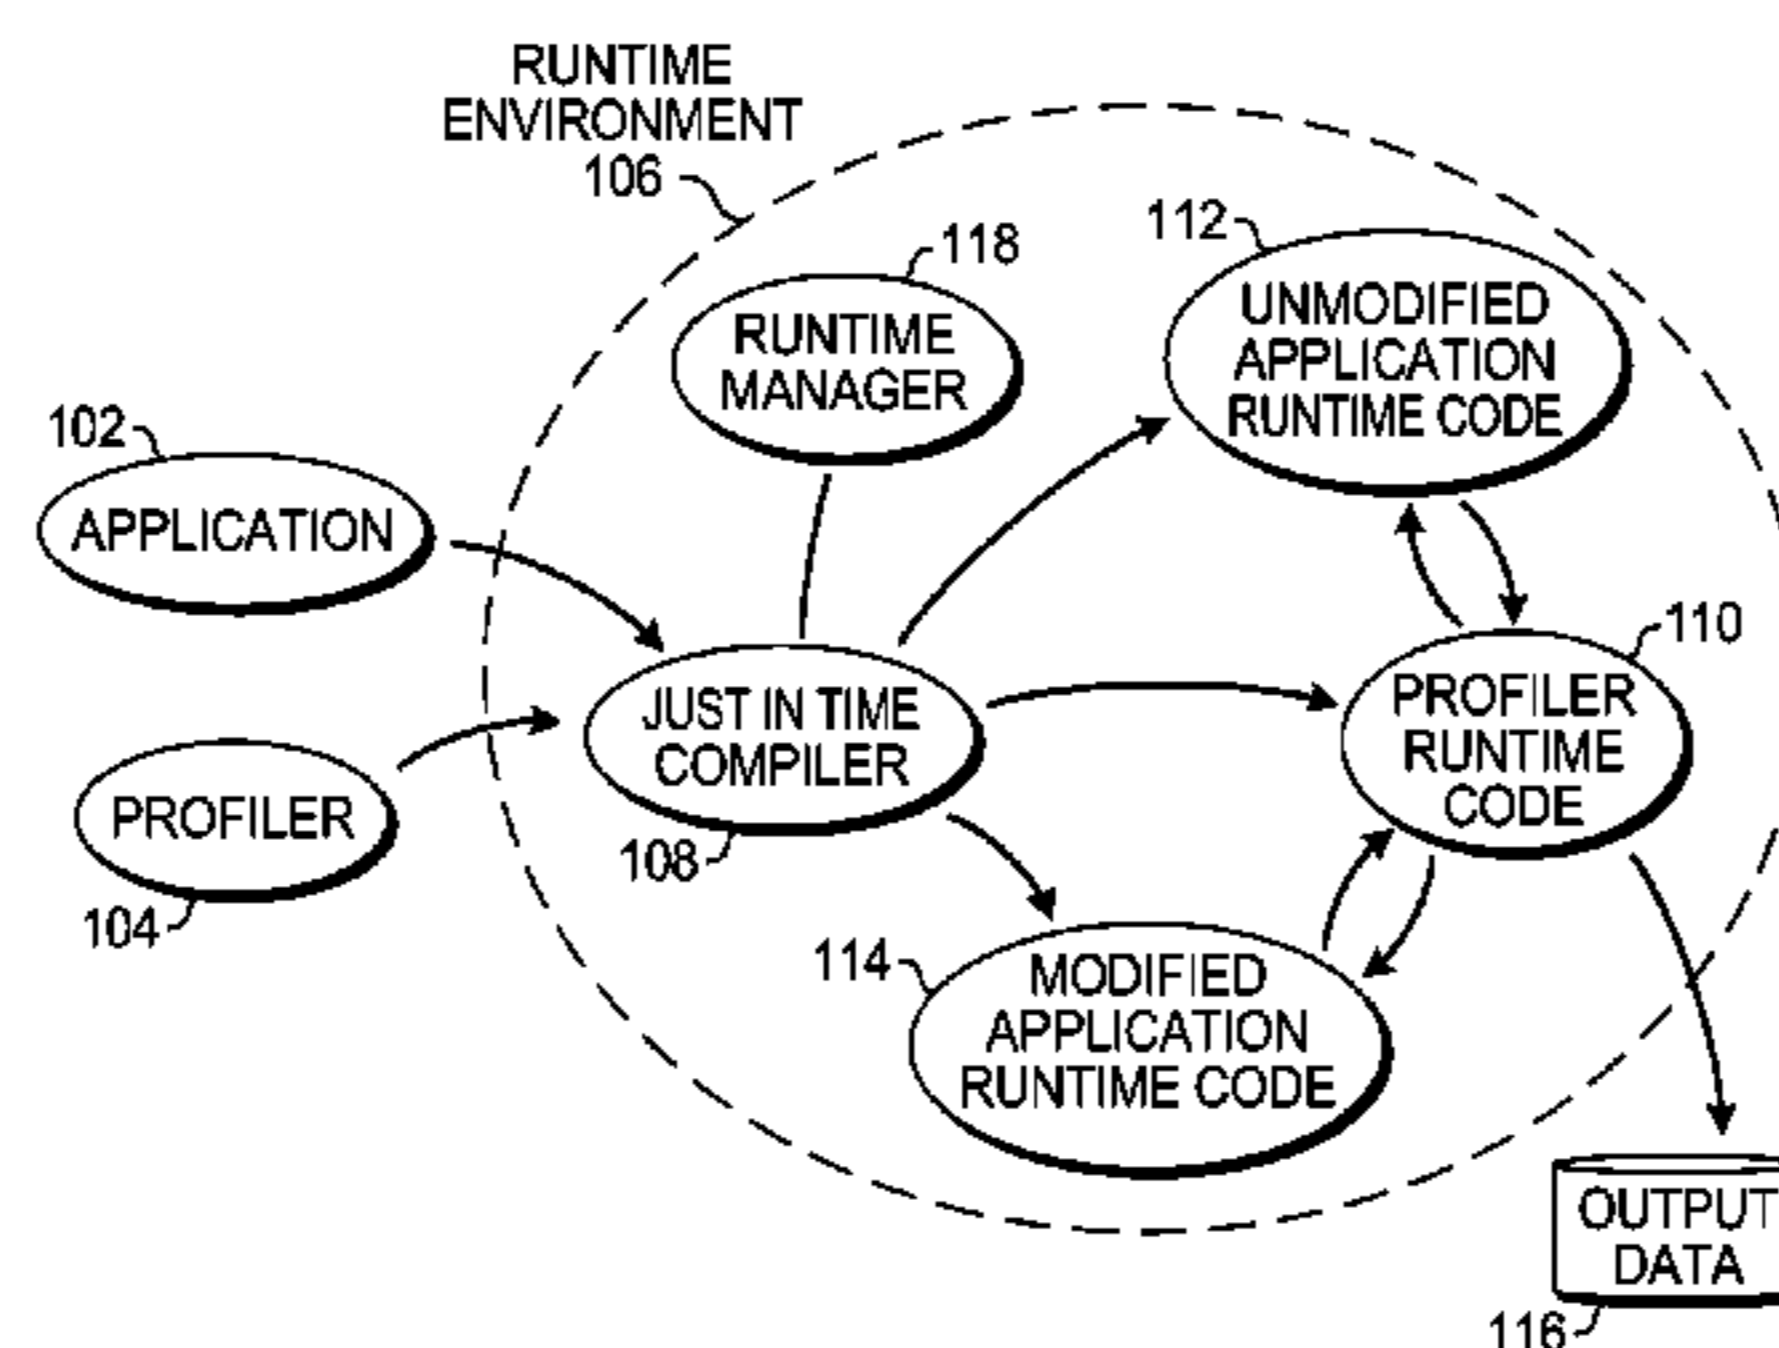 RUNTIME
ENVIRONMENT
106
118
RUNTIME
MANAGER
112
UNMODIFIED
APPLICATION
RUNTIME CODE
102
APPLICATION
PROFILER
104
JUST IN TIME
COMPILER
108
110
PROFILER
RUNTIME
CODE
114
MODIFIED
APPLICATION
RUNTIME CODE
OUTPUT
DATA
116